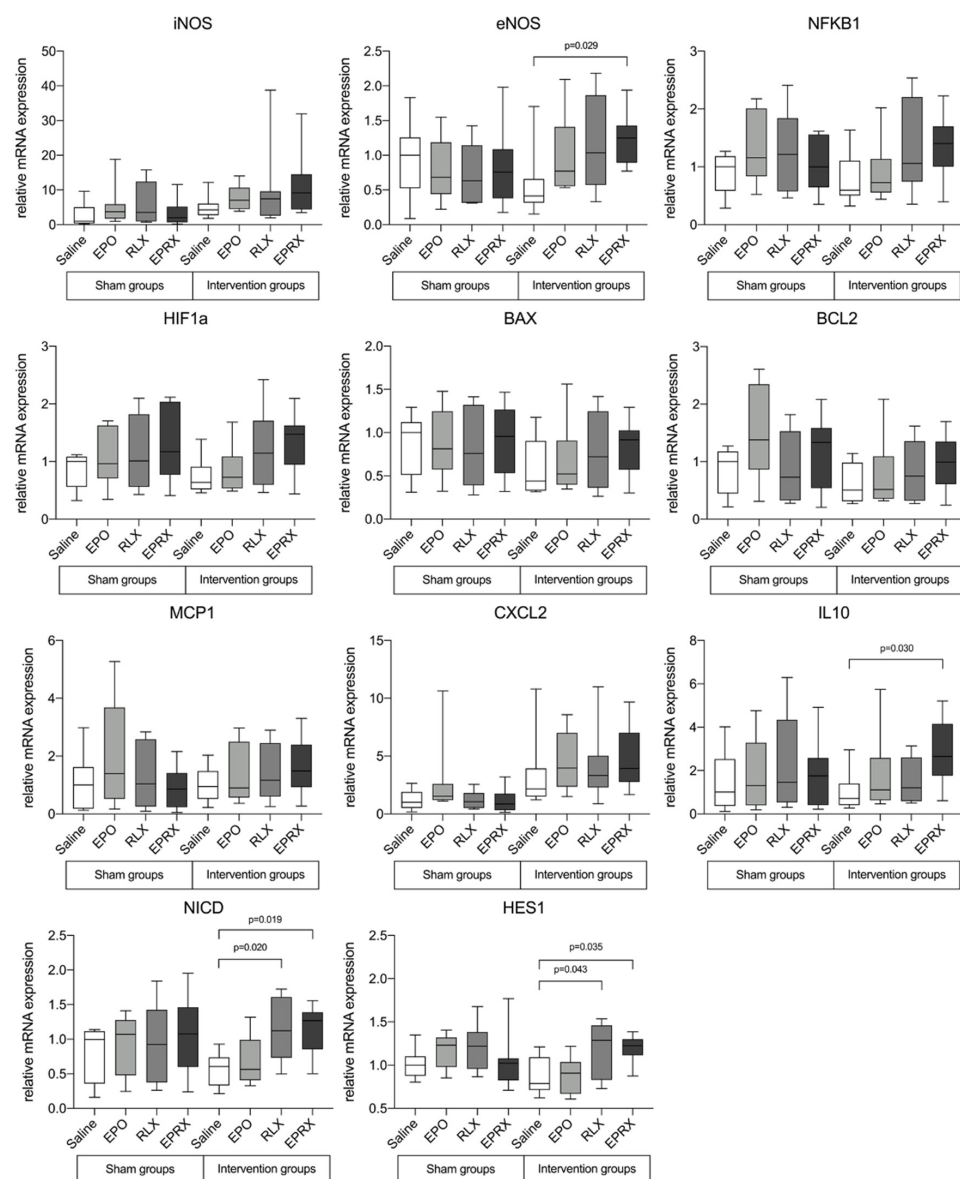 iNOS
relative mRNA expression
50
40
30
20
10
0
Saline
EPO
RLX
EPRX
Saline
EPO
RLX
EPRX
Sham groups
Intervention groups
eNOS
relative mRNA expression
2.5
2.0
1.5
1.0
0.5
0.0
p=0.029
Saline
EPO
RLX
EPRX
Saline
EPO
RLX
EPRX
Sham groups
Intervention groups
NFKB1
relative mRNA expression
3
2
1
0
Saline
EPO
RLX
EPRX
Saline
EPO
RLX
EPRX
Sham groups
Intervention groups
HIF1a
relative mRNA expression
3
2
1
0
Saline
EPO
RLX
EPRX
Saline
EPO
RLX
EPRX
Sham groups
Intervention groups
BAX
relative mRNA expression
2.0
1.5
1.0
0.5
0.0
Saline
EPO
RLX
EPRX
Saline
EPO
RLX
EPRX
Sham groups
Intervention groups
BCL2
relative mRNA expression
3
2
1
0
Saline
EPO
RLX
EPRX
Saline
EPO
RLX
EPRX
Sham groups
Intervention groups
MCP1
relative mRNA expression
6
4
2
0
Saline
EPO
RLX
EPRX
Saline
EPO
RLX
EPRX
Sham groups
Intervention groups
CXCL2
relative mRNA expression
15
10
5
0
Saline
EPO
RLX
EPRX
Saline
EPO
RLX
EPRX
Sham groups
Intervention groups
IL10
relative mRNA expression
8
6
4
2
0
p=0.030
Saline
EPO
RLX
EPRX
Saline
EPO
RLX
EPRX
Sham groups
Intervention groups
NICD
relative mRNA expression
2.5
2.0
1.5
1.0
0.5
0.0
p=0.019
p=0.020
Saline
EPO
RLX
EPRX
Saline
EPO
RLX
EPRX
Sham groups
Intervention groups
HES1
relative mRNA expression
2.5
2.0
1.5
1.0
0.5
p=0.035
p=0.043
Saline
EPO
RLX
EPRX
Saline
EPO
RLX
EPRX
Sham groups
Intervention groups